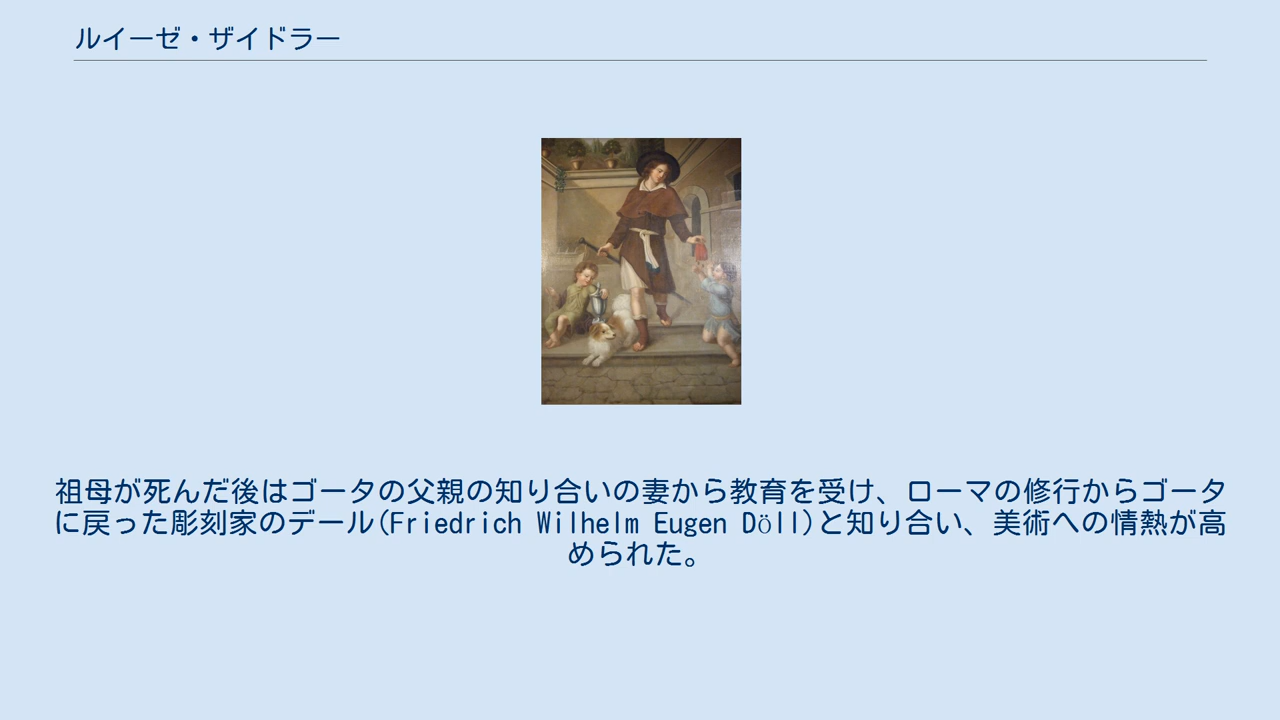 ルイーゼ・ザイドラー
祖母が死んだ後はゴータの父親の知り合いの妻から教育を受け、ローマの修行からゴータ
に戻った彫刻家のデール(Friedrich Wilhelm Eugen Döll)と知り合い、美術への情熱が高
められた。